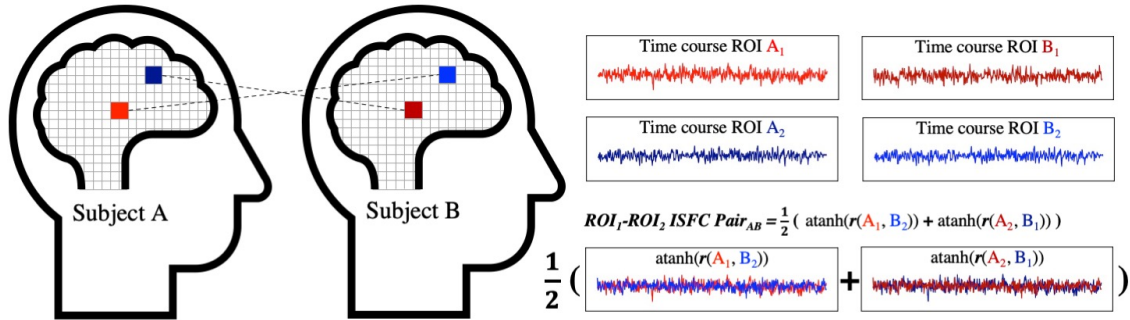 Subject A
Subject B
Time course ROI A₁
Time course ROI B₁
Time course ROI A₂
Time course ROI B₂
ROI₁-ROI₂ ISFC Pair_AB = 1/2 ( atanh(r(A₁, B₂)) + atanh(r(A₂, B₁)) )
1/2 ( atanh(r(A₁, B₂)) + atanh(r(A₂, B₁)) )